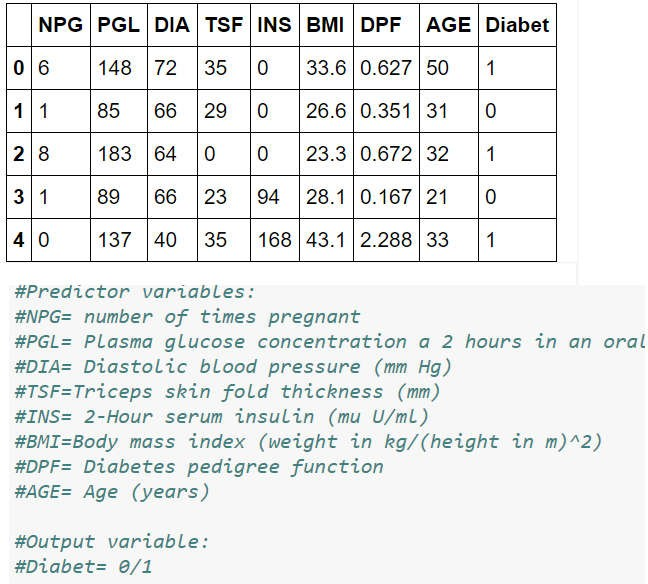 NPG PGL DIA TSF INS BMI DPF AGE Diabet
0 6 148 72 35 0 33.6 0.627 50 1
1 1 85 66 29 0 26.6 0.351 31 0
2 8 183 64 0 0 23.3 0.672 32 1
3 1 89 66 23 94 28.1 0.167 21 0
4 0 137 40 35 168 43.1 2.288 33 1
#Predictor variables:
#NPG= number of times pregnant
#PGL= Plasma glucose concentration a 2 hours in an oral
#DIA= Diastolic blood pressure (mm Hg)
#TSF=Triceps skin fold thickness (mm)
#INS= 2-Hour serum insulin (mu U/ml)
#BMI=Body mass index (weight in kg/(height in m)^2)
#DPF= Diabetes pedigree function
#AGE= Age (years)
#Output variable:
#Diabet= 0/1